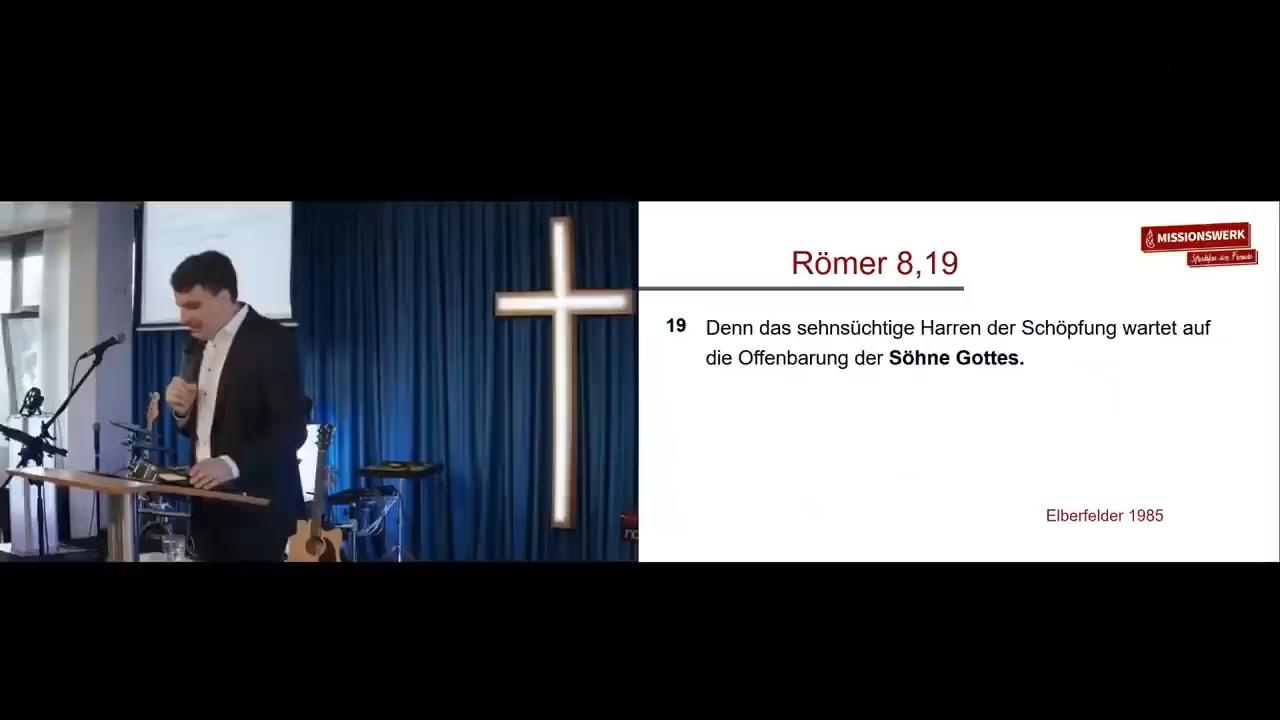 Römer 8,19
MISSIONSWERK
19 Denn das sehnsüchtige Harren der Schöpfung wartet auf
die Offenbarung der Söhne Gottes.
Elberfelder 1985